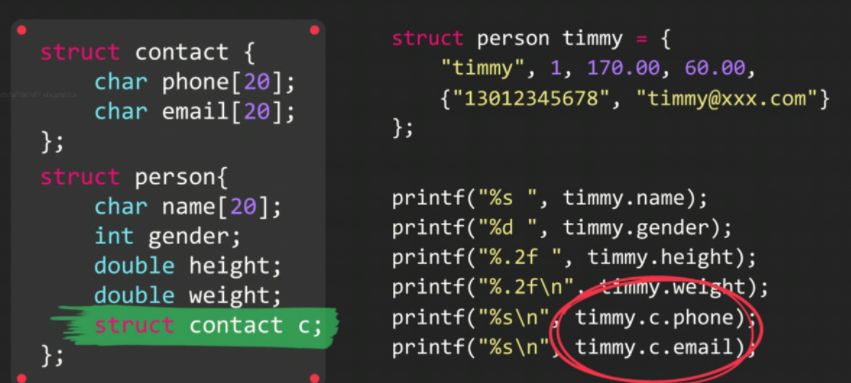 struct contact {
char phone[20];
char email[20];
};
struct person{
char name[20];
int gender;
double height;
double weight;
struct contact c;
};
struct person timmy = {
"timmy", 1, 170.00, 60.00,
{"13012345678", "timmy@xxx.com"}
};
printf("%s ", timmy.name);
printf("%d ", timmy.gender);
printf("%.2f ", timmy.height);
printf("%.2f\n", timmy.weight);
printf("%s\n", timmy.c.phone);
printf("%s\n", timmy.c.email);